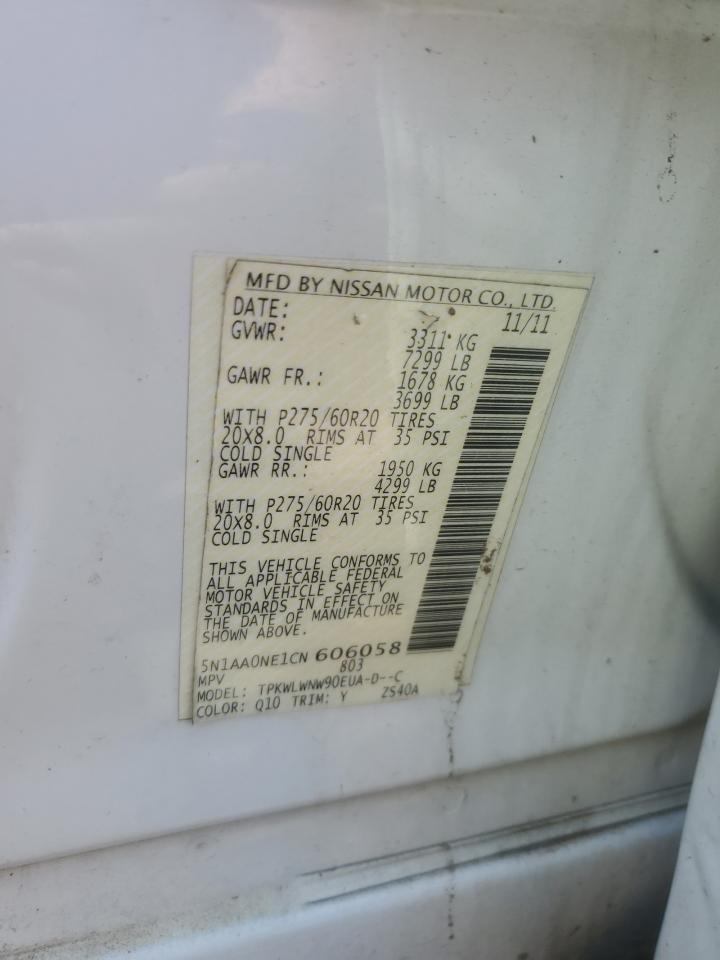 MFD BY NISSAN MOTOR CO., LTD.
DATE: 11/11
GVWR: 3311 KG
7299 LB
GAWR FR.: 1678 KG
3699 LB
WITH P275/60R20 TIRES
20X8.0 RIMS AT 35 PSI
COLD SINGLE
GAWR RR.: 1950 KG
4299 LB
WITH P275/60R20 TIRES
20X8.0 RIMS AT 35 PSI
COLD SINGLE
THIS VEHICLE CONFORMS TO
ALL APPLICABLE FEDERAL
MOTOR VEHICLE SAFETY
STANDARDS IN EFFECT ON
THE DATE OF MANUFACTURE
SHOWN ABOVE.
5N1AA0NE1CN 606058
MPV 803
MODEL: TPKWLWNW90EUA-D--C
COLOR: Q10 TRIM: Y ZS40A